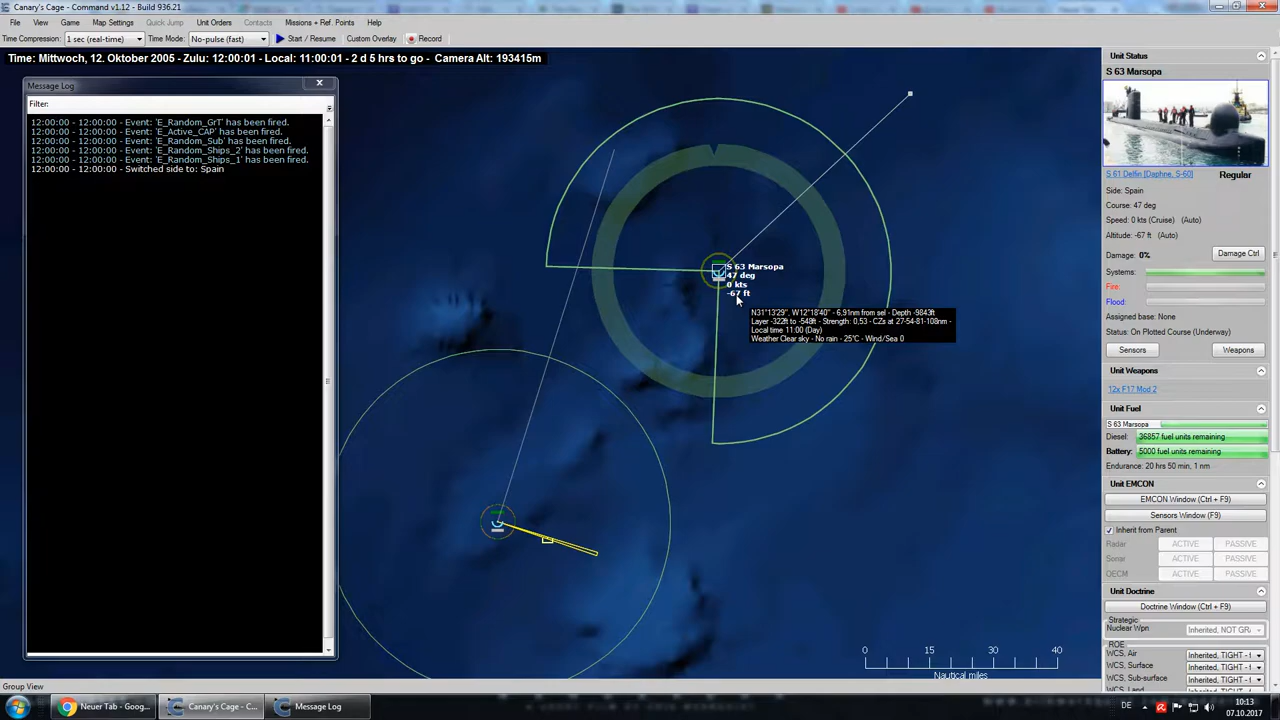 Canary's Cage - Command v1.12 - Build 936.21
File View Game Map Settings Quick Jump Unit Orders Contacts Missions + Ref. Points Help
Time Compression: 1 sec (real-time) Time Mode: No-pulse (fast) Start / Resume Custom Overlay Record
Time: Mittwoch, 12. Oktober 2005 - Zulu: 12:00:01 - Local: 11:00:01 - 2 d 5 hrs to go - Camera Alt: 193415m
Message Log
Filter:
12:00:00 - 12:00:00 - Event: 'E_Random_GrT' has been fired.
12:00:00 - 12:00:00 - Event: 'E_Active_CAP' has been fired.
12:00:00 - 12:00:00 - Event: 'E_Random_Sub' has been fired.
12:00:00 - 12:00:00 - Event: 'E_Random_Ships_2' has been fired.
12:00:00 - 12:00:00 - Event: 'E_Random_Ships_1' has been fired.
12:00:00 - 12:00:00 - Switched side to: Spain
S 63 Marsopa
47 deg
0 kts
-67 ft
N31°13'29", W12°18'40" - 6,91nm from sel - Depth -9843ft
Layer -322ft to -548ft - Strength: 0,53 - CZs at 27-54-81-108nm -
Local time 11:00 (Day)
Weather Clear sky - No rain - 25°C - Wind/Sea 0
0 15 30 40
Nautical miles
Unit Status
S 63 Marsopa
S 61 Delfin [Daphne, S-60] Regular
Side: Spain
Course: 47 deg
Speed: 0 kts (Cruise) (Auto)
Altitude: -67 ft (Auto)
Damage: 0% Damage Ctrl
Systems:
Fire:
Flood:
Assigned base: None
Status: On Plotted Course (Underway)
Sensors Weapons
Unit Weapons
12x F17 Mod 2
Unit Fuel
S 63 Marsopa
Diesel: 36857 fuel units remaining
Battery: 5000 fuel units remaining
Endurance: 20 hrs 50 min, 1 nm
Unit EMCON
EMCON Window (Ctrl + F9)
Sensors Window (F9)
Inherit from Parent
Radar ACTIVE PASSIVE
Sonar ACTIVE PASSIVE
OECM ACTIVE PASSIVE
Unit Doctrine
Doctrine Window (Ctrl + F9)
Strategic
Nuclear Wpn Inherited, NOT GR
ROE
WCS, Air Inherited, TIGHT -
WCS, Surface Inherited, TIGHT -
WCS, Sub-surface Inherited, TIGHT -
WCS, Land Inherited, TIGHT -
Group View
Neuer Tab - Goog... Canary's Cage - C... Message Log
DE 10:13
07.10.2017